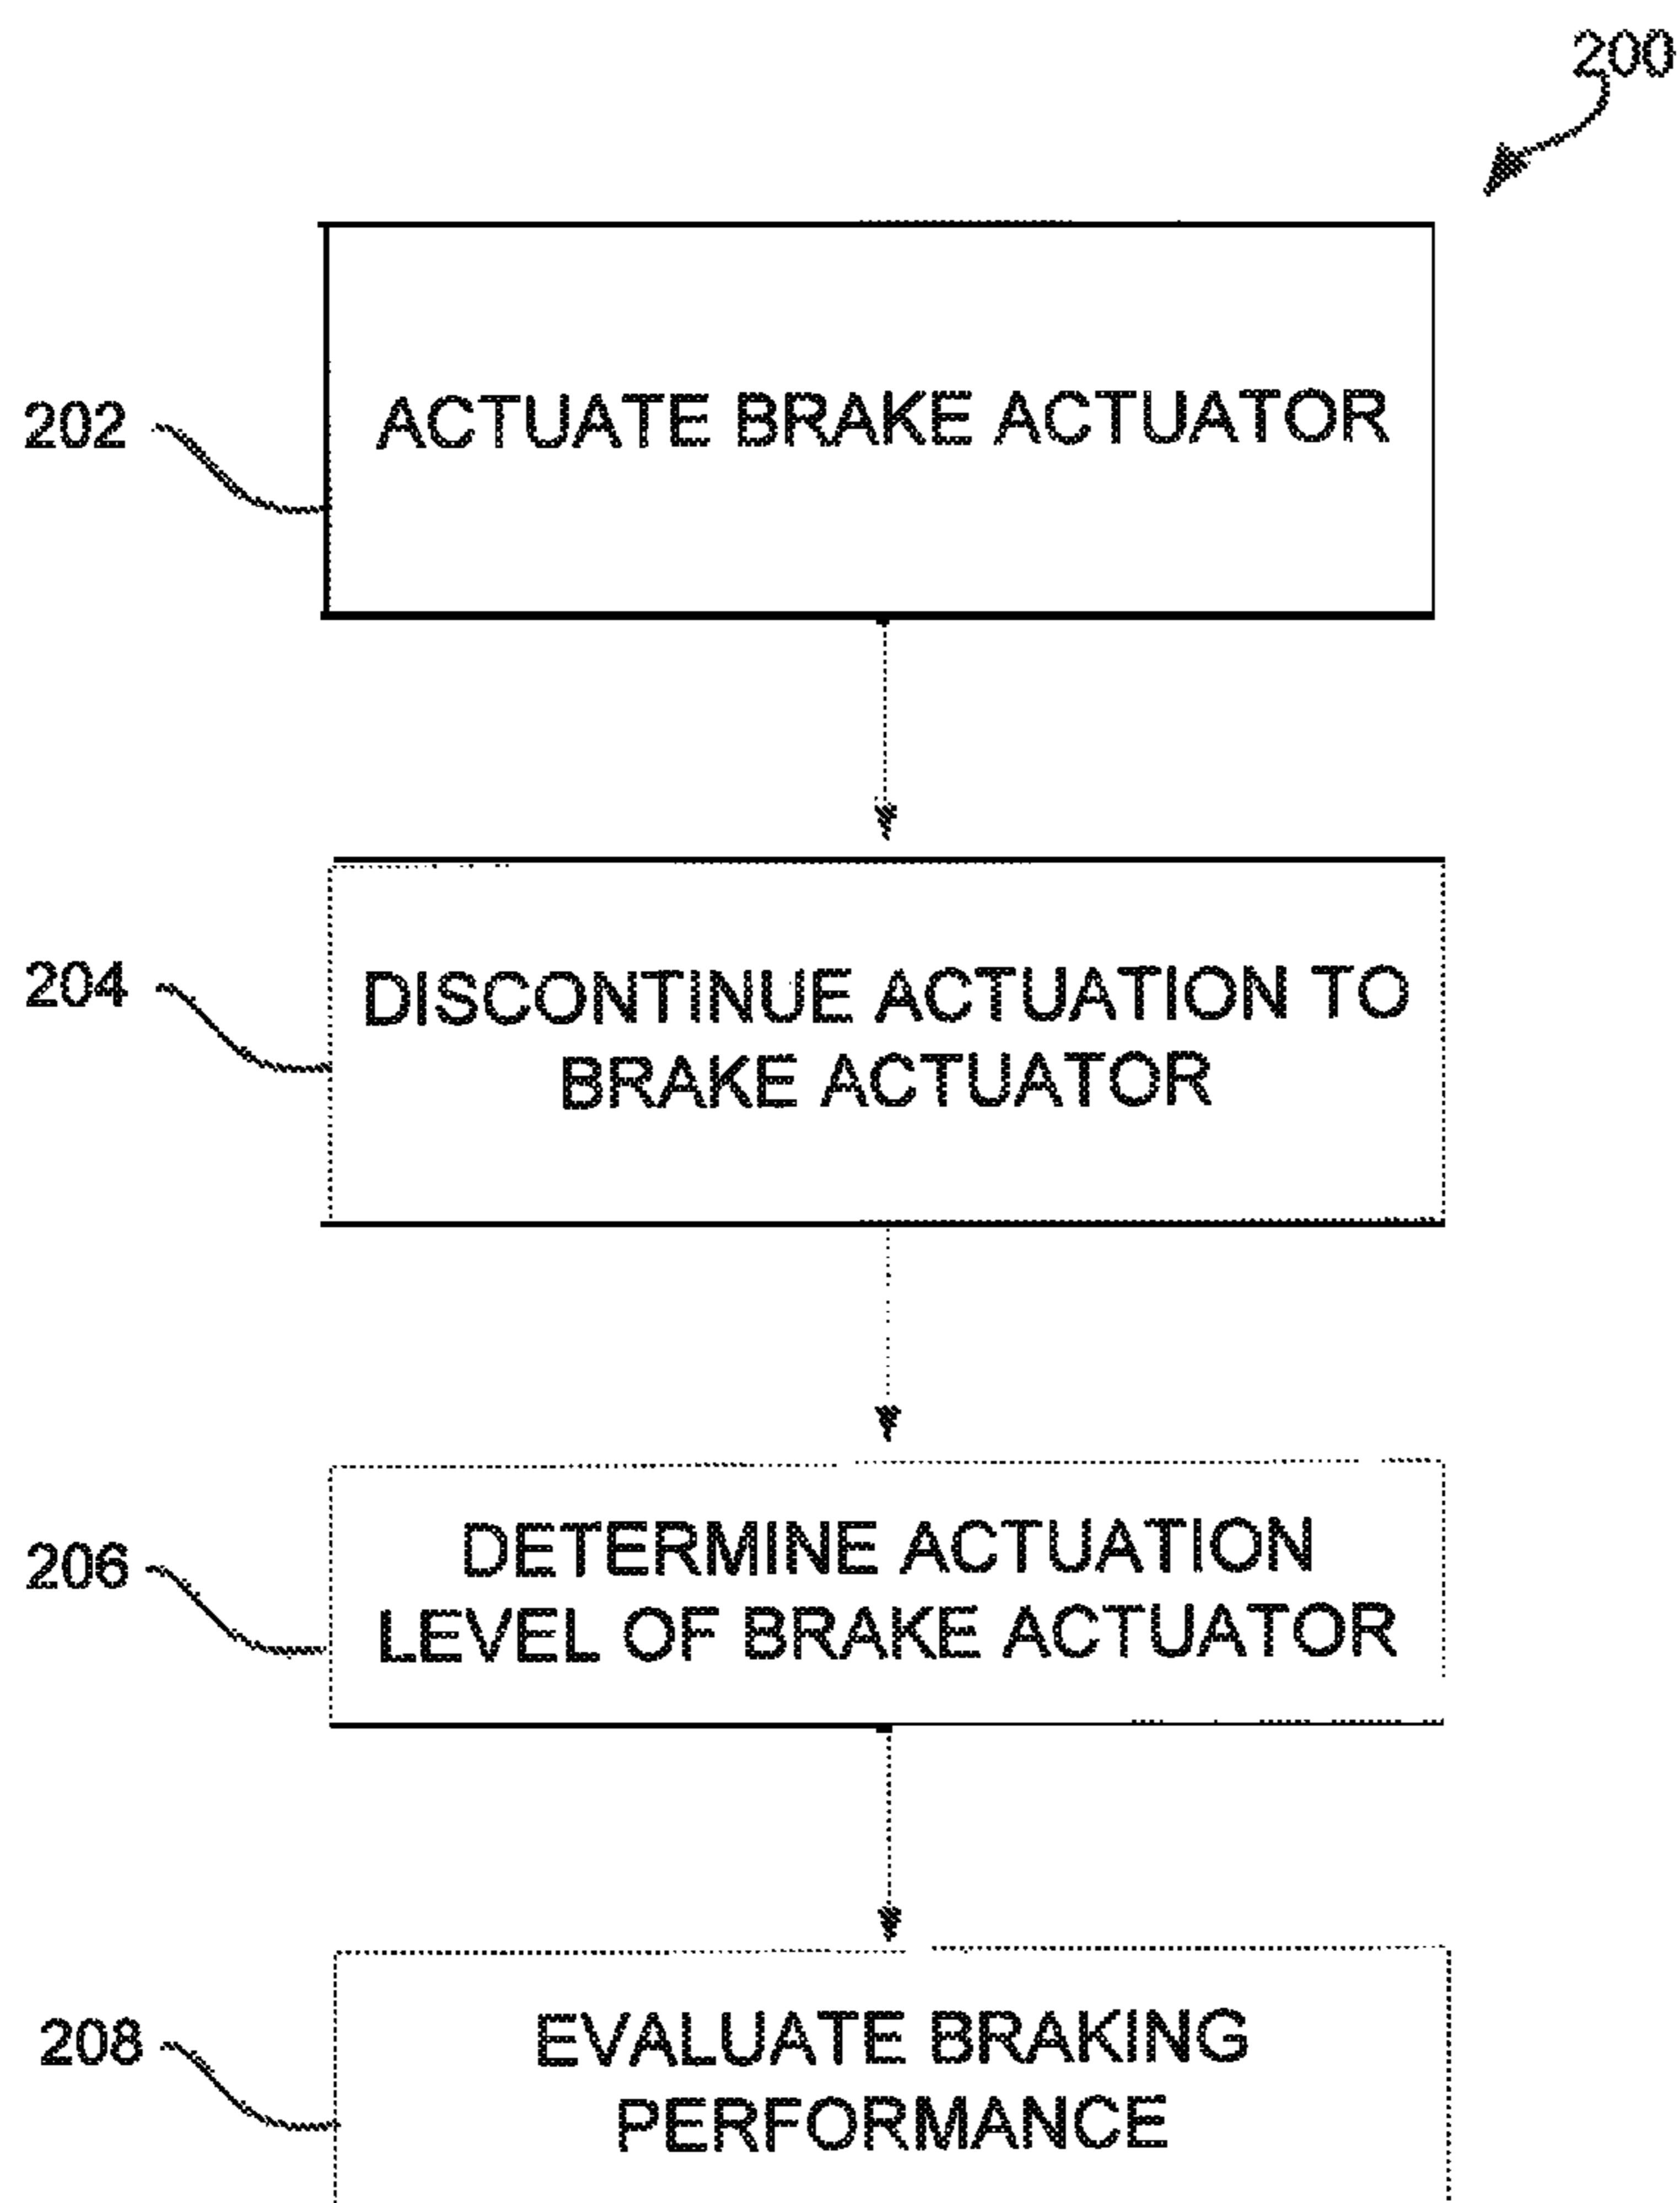 200
202
ACTUATE BRAKE ACTUATOR
204
DISCONTINUE ACTUATION TO
BRAKE ACTUATOR
206
DETERMINE ACTUATION
LEVEL OF BRAKE ACTUATOR
208
EVALUATE BRAKING
PERFORMANCE